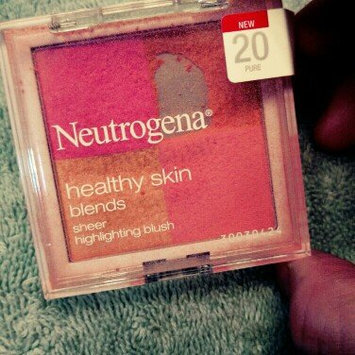 NEW
20
PURE
Neutrogena®
healthy skin
blends
sheer
highlighting blush